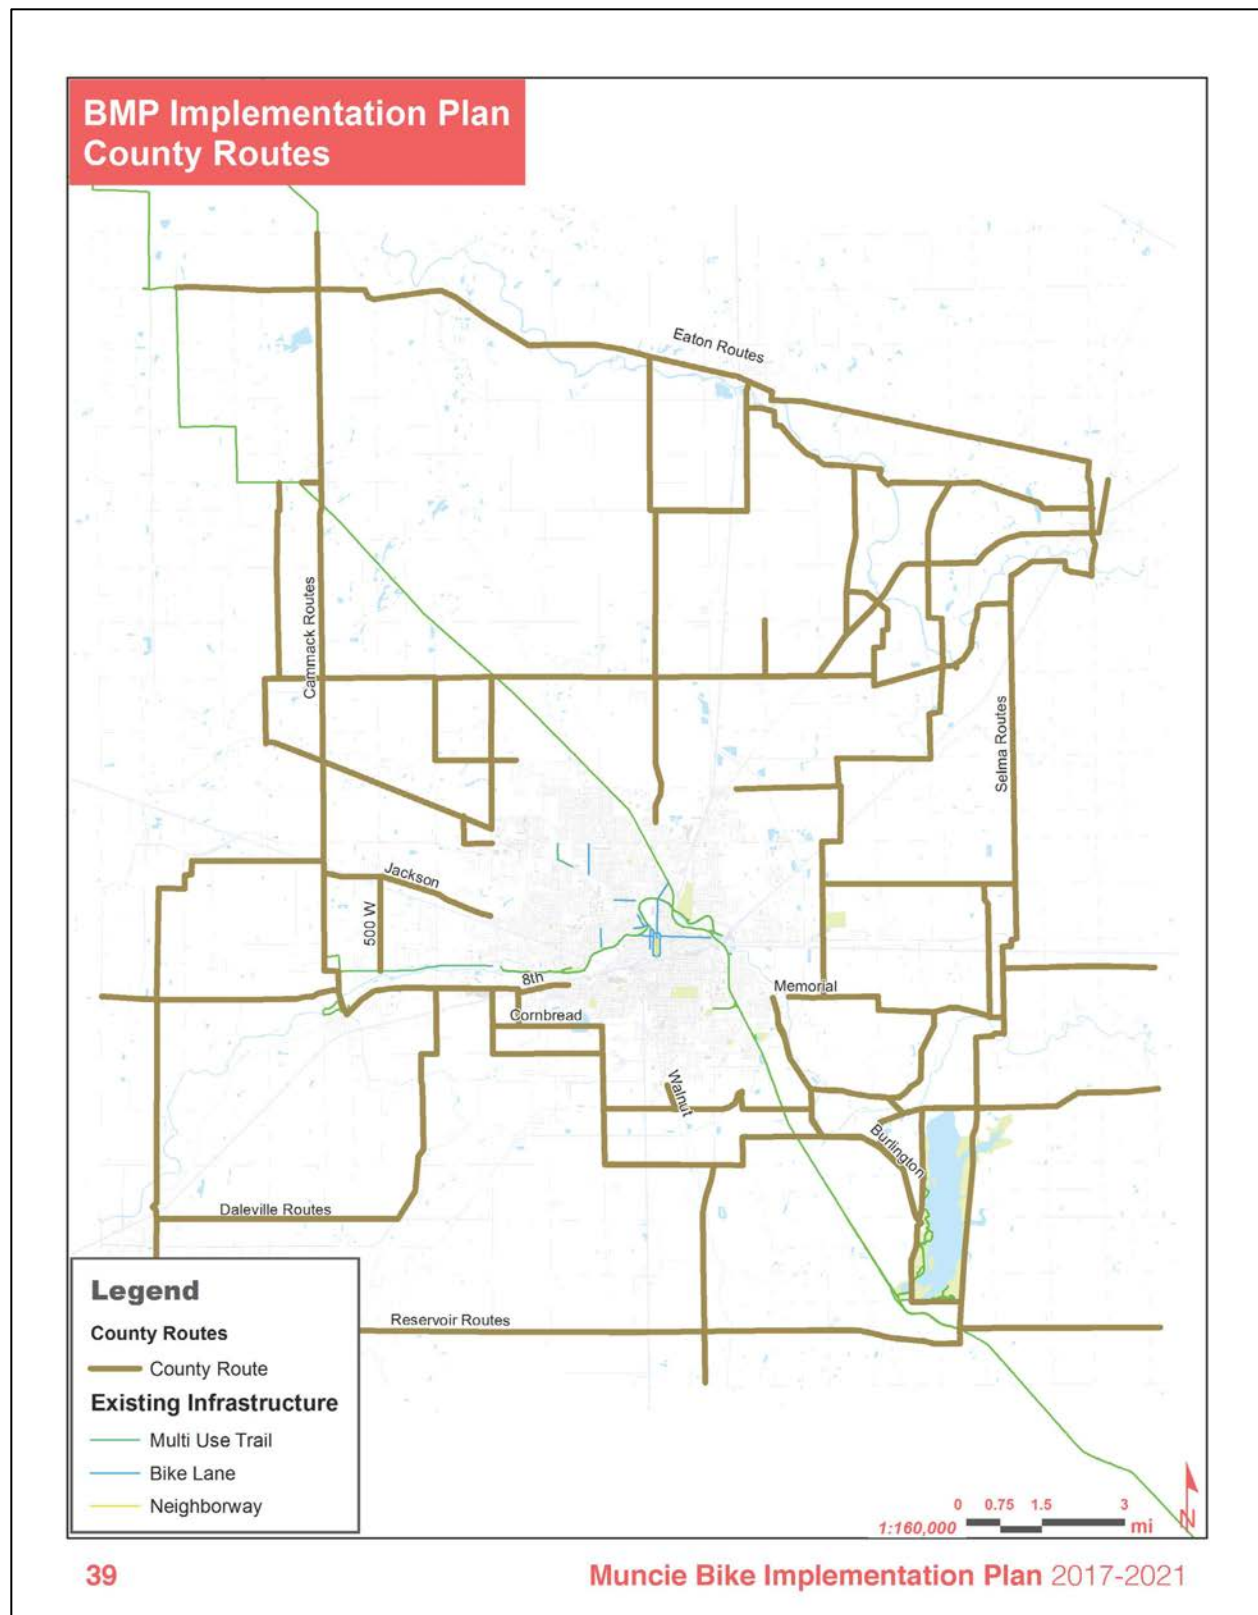 BMP Implementation Plan
County Routes
Eaton Routes
Cammack Routes
Selma Routes
Jackson
500 W
8th
Cornbread
Memorial
Walnut
Burlington
Daleville Routes
Reservoir Routes
Legend
County Routes
County Route
Existing Infrastructure
Multi Use Trail
Bike Lane
Neighborway
0 0.75 1.5 3
1:160,000 mi
N
39 Muncie Bike Implementation Plan 2017-2021